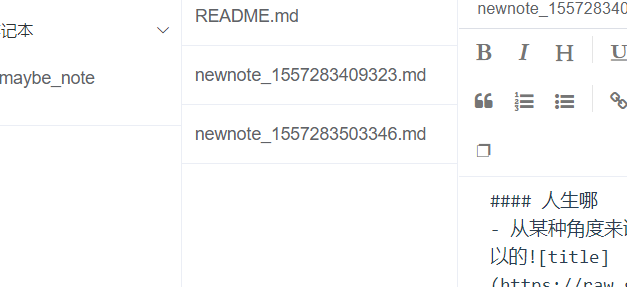 记本
maybe_note
README.md
newnote_1557283409323.md
newnote_1557283503346.md
newnote_155728340
B I H U
#### 人生哪
- 从某种角度来
以的![title]
(https://raw.